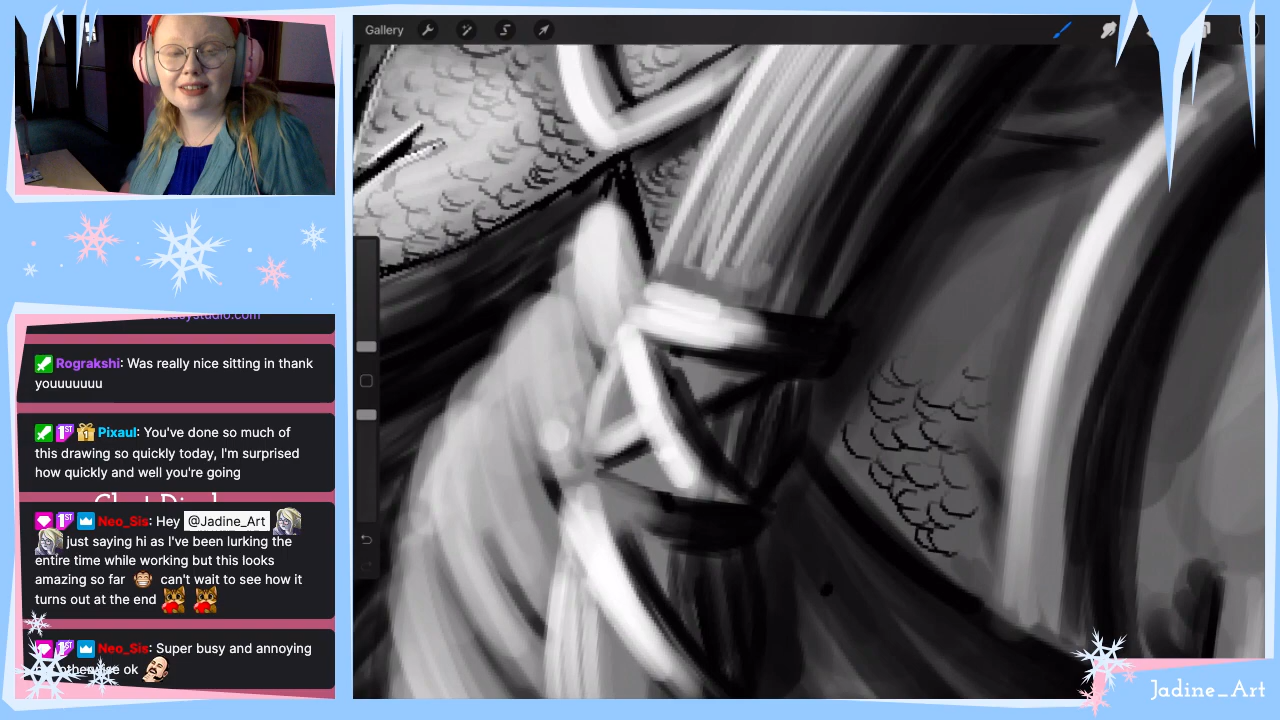 Gallery
Rograkshi: Was really nice sitting in thank
youuuuuuu
Pixaul: You've done so much of
this drawing so quickly today, I'm surprised
how quickly and well you're going
Neo_Sis: Hey @Jadine_Art
just saying hi as I've been lurking the
entire time while working but this looks
amazing so far can't wait to see how it
turns out at the end
Neo_Sis: Super busy and annoying
ok
Jadine_Art